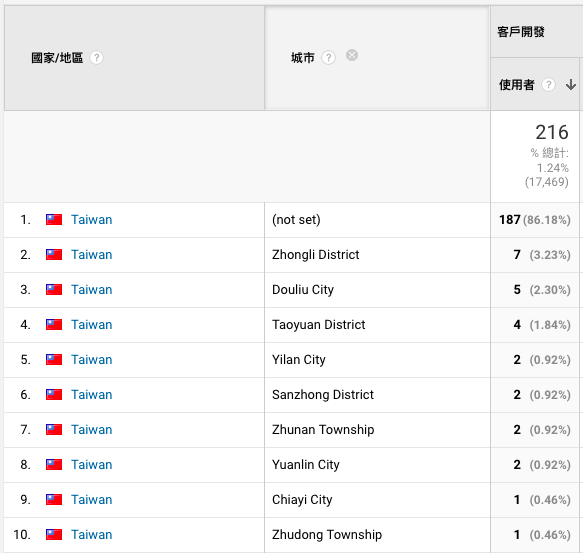 國家/地區 ?
城市 ?
客戶開發
使用者 ?
216
% 總計:
1.24%
(17,469)
1. Taiwan (not set) 187 (86.18%)
2. Taiwan Zhongli District 7 (3.23%)
3. Taiwan Douliu City 5 (2.30%)
4. Taiwan Taoyuan District 4 (1.84%)
5. Taiwan Yilan City 2 (0.92%)
6. Taiwan Sanzhong District 2 (0.92%)
7. Taiwan Zhunan Township 2 (0.92%)
8. Taiwan Yuanlin City 2 (0.92%)
9. Taiwan Chiayi City 1 (0.46%)
10. Taiwan Zhudong Township 1 (0.46%)